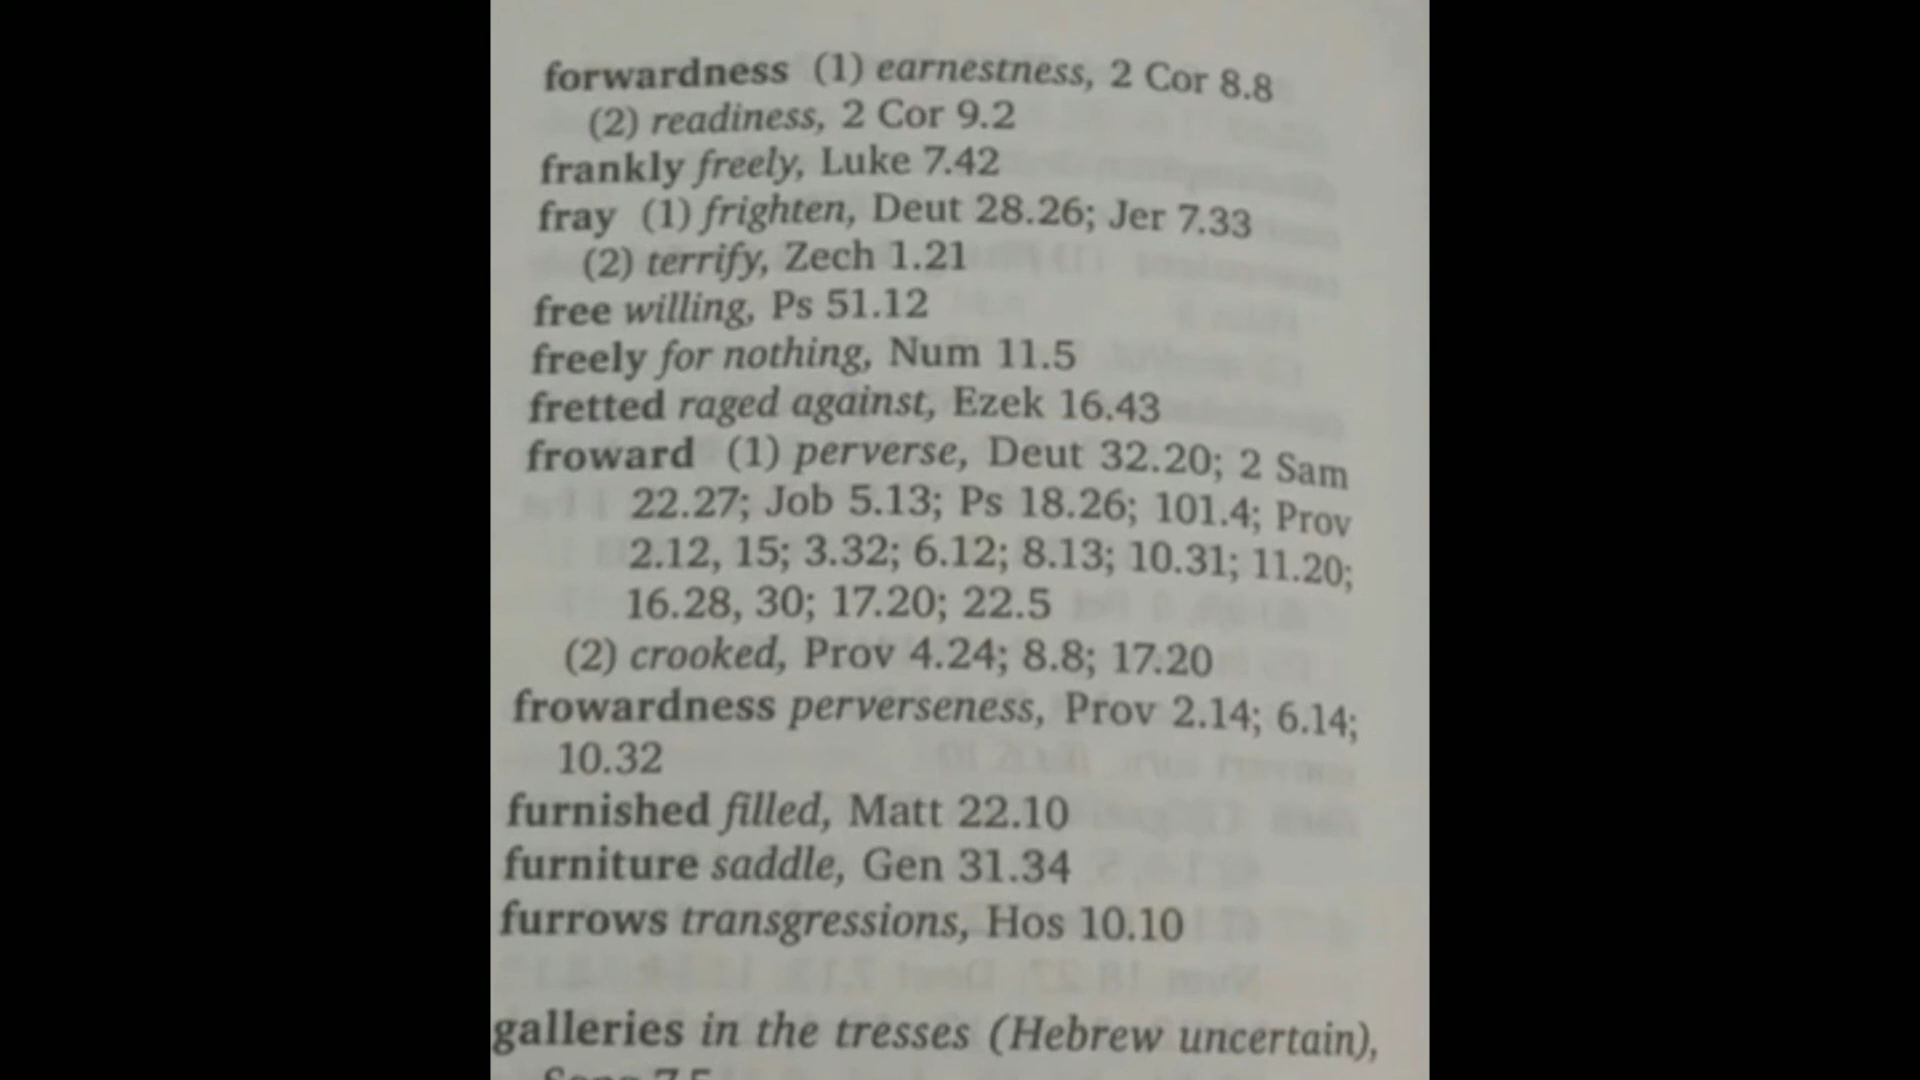 forwardness (1) earnestness, 2 Cor 8.8
(2) readiness, 2 Cor 9.2
frankly freely, Luke 7.42
fray (1) frighten, Deut 28.26; Jer 7.33
(2) terrify, Zech 1.21
free willing, Ps 51.12
freely for nothing, Num 11.5
fretted raged against, Ezek 16.43
froward (1) perverse, Deut 32.20; 2 Sam
22.27; Job 5.13; Ps 18.26; 101.4; Prov
2.12, 15; 3.32; 6.12; 8.13; 10.31; 11.20;
16.28, 30; 17.20; 22.5
(2) crooked, Prov 4.24; 8.8; 17.20
frowardness perverseness, Prov 2.14; 6.14;
10.32
furnished filled, Matt 22.10
furniture saddle, Gen 31.34
furrows transgressions, Hos 10.10
galleries in the tresses (Hebrew uncertain),
Song 7.5